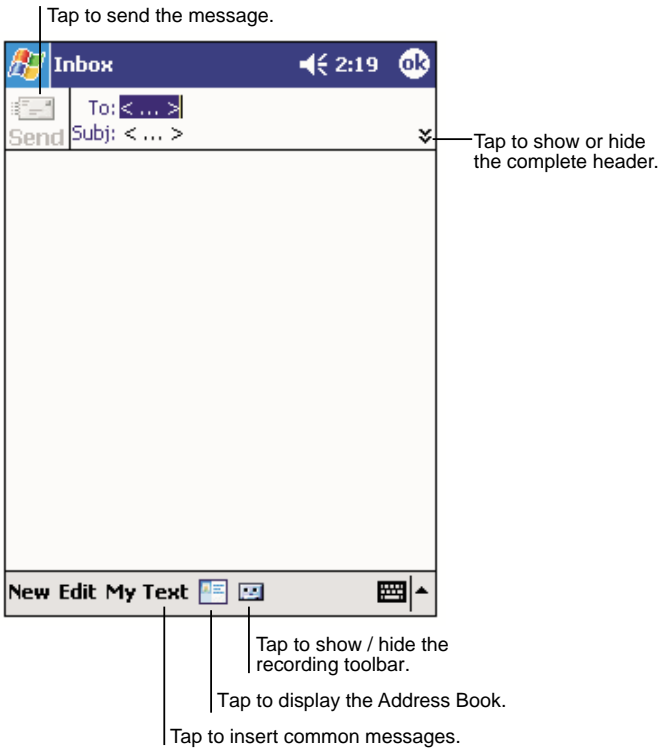 Tap to send the message.
Inbox 2:19 ok
To: < ... >
Send Subj: < ... >
Tap to show or hide
the complete header.
New Edit My Text
Tap to show / hide the
recording toolbar.
Tap to display the Address Book.
Tap to insert common messages.